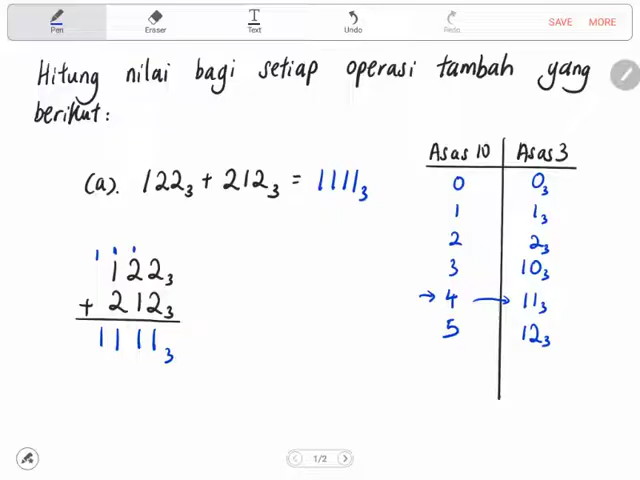 Pen Eraser Text Undo Redo SAVE MORE
Hitung nilai bagi setiap operasi tambah yang
berikut:
(a). 122₃ + 212₃ = 1111₃
1 1 1
122₃
+ 212₃
1111₃
Asas 10 Asas 3
0 0₃
1 1₃
2 2₃
3 10₃
→ 4 → 11₃
5 12₃
1/2